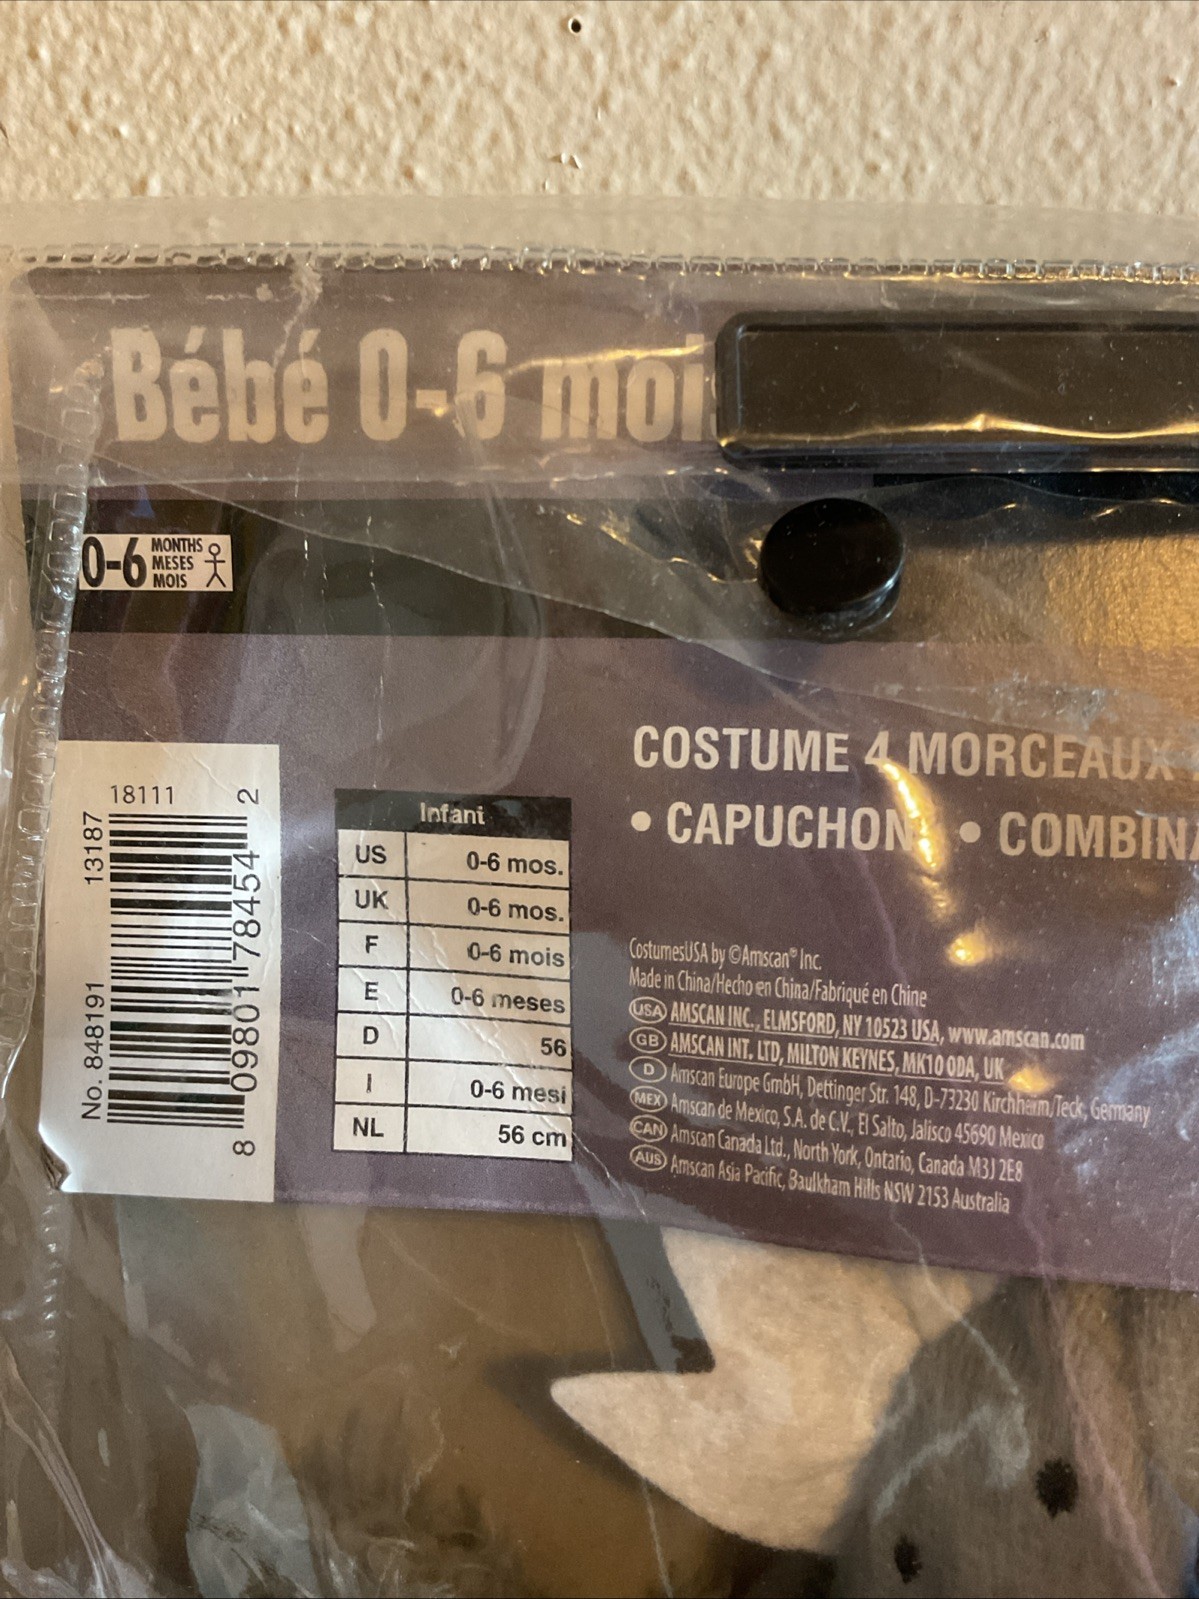 Bébé 0-6 mois
0-6 MONTHS
MESES
MOIS
COSTUME 4 MORCEAUX
• CAPUCHON • COMBINA
18111
13187
2
No. 848191
8 09801 78454
Infant
US 0-6 mos.
UK 0-6 mos.
F 0-6 mois
E 0-6 meses
D 56
I 0-6 mesi
NL 56 cm
CostumesUSA by ©Amscan® Inc.
Made in China/Hecho en China/Fabriqué en Chine
USA AMSCAN INC., ELMSFORD, NY 10523 USA, www.amscan.com
GB AMSCAN INT. LTD, MILTON KEYNES, MK10 0DA, UK
D Amscan Europe GmbH, Dettinger Str. 148, D-73230 Kirchheim/Teck, Germany
MEX Amscan de Mexico, S.A. de C.V., El Salto, Jalisco 45690 Mexico
CAN Amscan Canada Ltd., North York, Ontario, Canada M3J 2E8
AUS Amscan Asia Pacific, Baulkham Hills NSW 2153 Australia